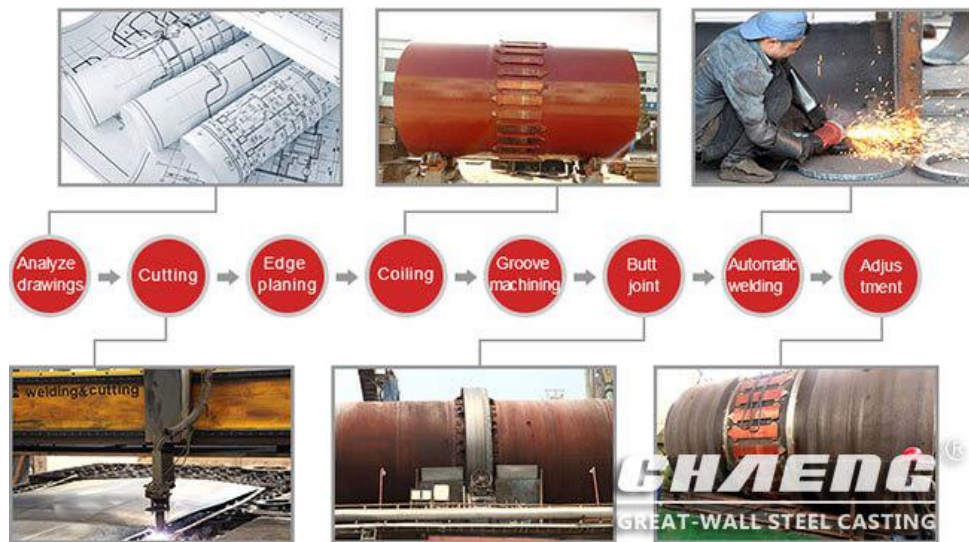 Analyze
drawings
Cutting
Edge
planing
Coiling
Groove
machining
Butt
joint
Automatic
welding
Adjus
tment
welding&cutting
CHAENG®
GREAT-WALL STEEL CASTING